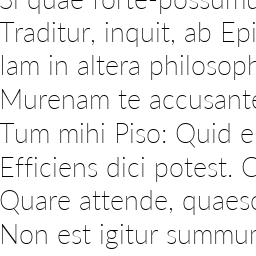 Si quae forte-possumu
Traditur, inquit, ab Epi
Iam in altera philosoph
Murenam te accusante
Tum mihi Piso: Quid e
Efficiens dici potest. C
Quare attende, quaeso
Non est igitur summur